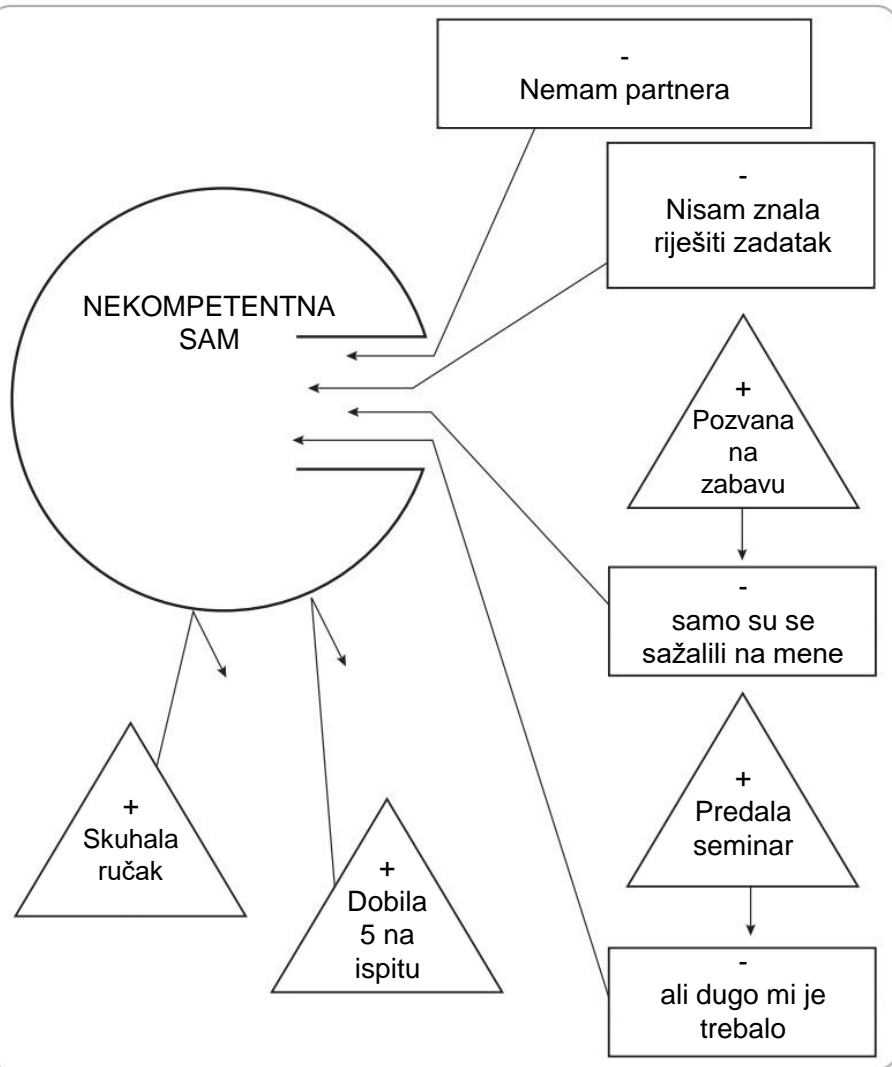 -
Nemam partnera
-
Nisam znala
riješiti zadatak
NEKOMPETENTNA
SAM
+
Pozvana
na
zabavu
-
samo su se
sažalili na mene
+
Skuhala
ručak
+
Dobila
5 na
ispitu
+
Predala
seminar
-
ali dugo mi je
trebalo